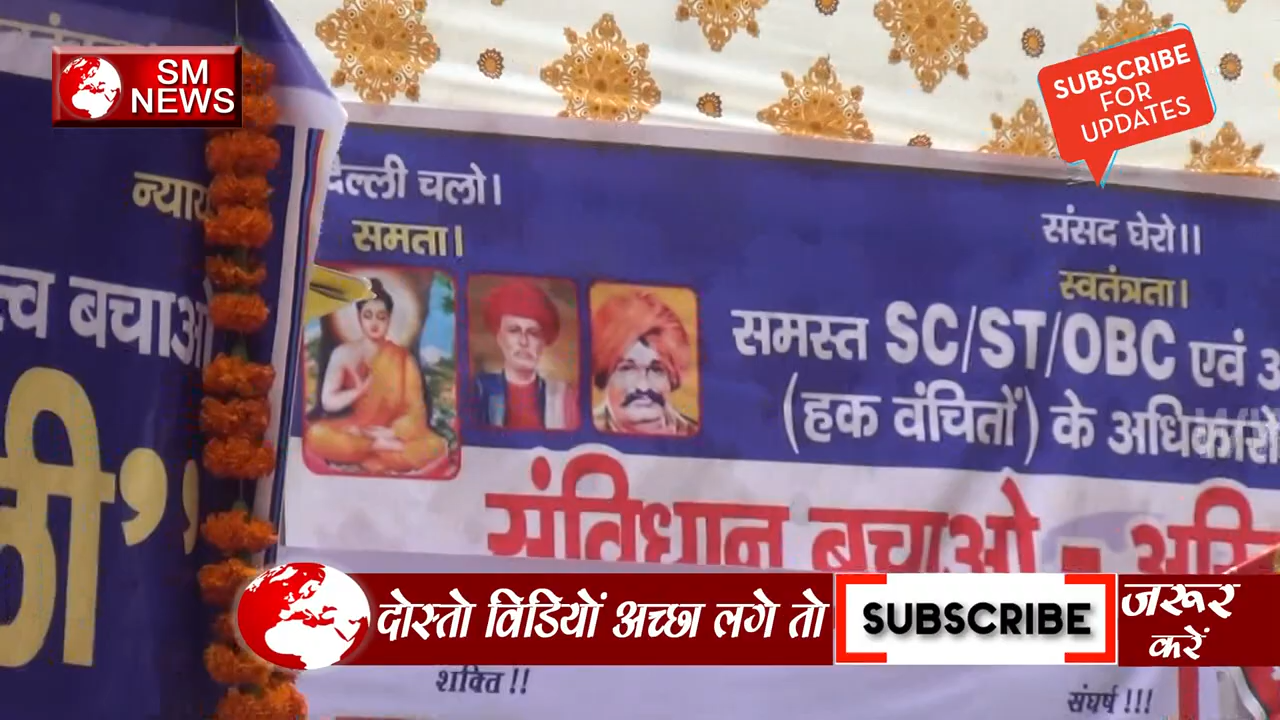 SM
NEWS
SUBSCRIBE
FOR
UPDATES
न्याय
दिल्ली चलो।
संसद घेरो।।
समता।
स्वतंत्रता।
बचाओ
समस्त SC/ST/OBC एवं
(हक वंचितों) के अधिकारो
संविधान बचाओ -
दोस्तो विडियों अच्छा लगे तो SUBSCRIBE जरूर
करें
शक्ति !!
संघर्ष !!!